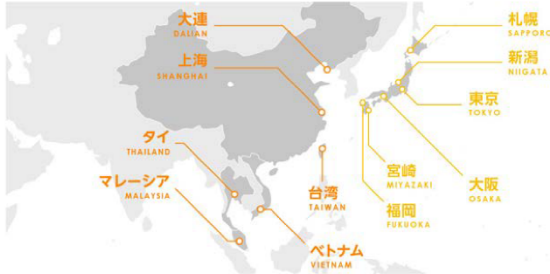 大連
DALIAN
上海
SHANGHAI
タイ
THAILAND
マレーシア
MALAYSIA
台湾
TAIWAN
ベトナム
VIETNAM
札幌
SAPPORO
新潟
NIIGATA
東京
TOKYO
宮崎
MIYAZAKI
大阪
OSAKA
福岡
FUKUOKA